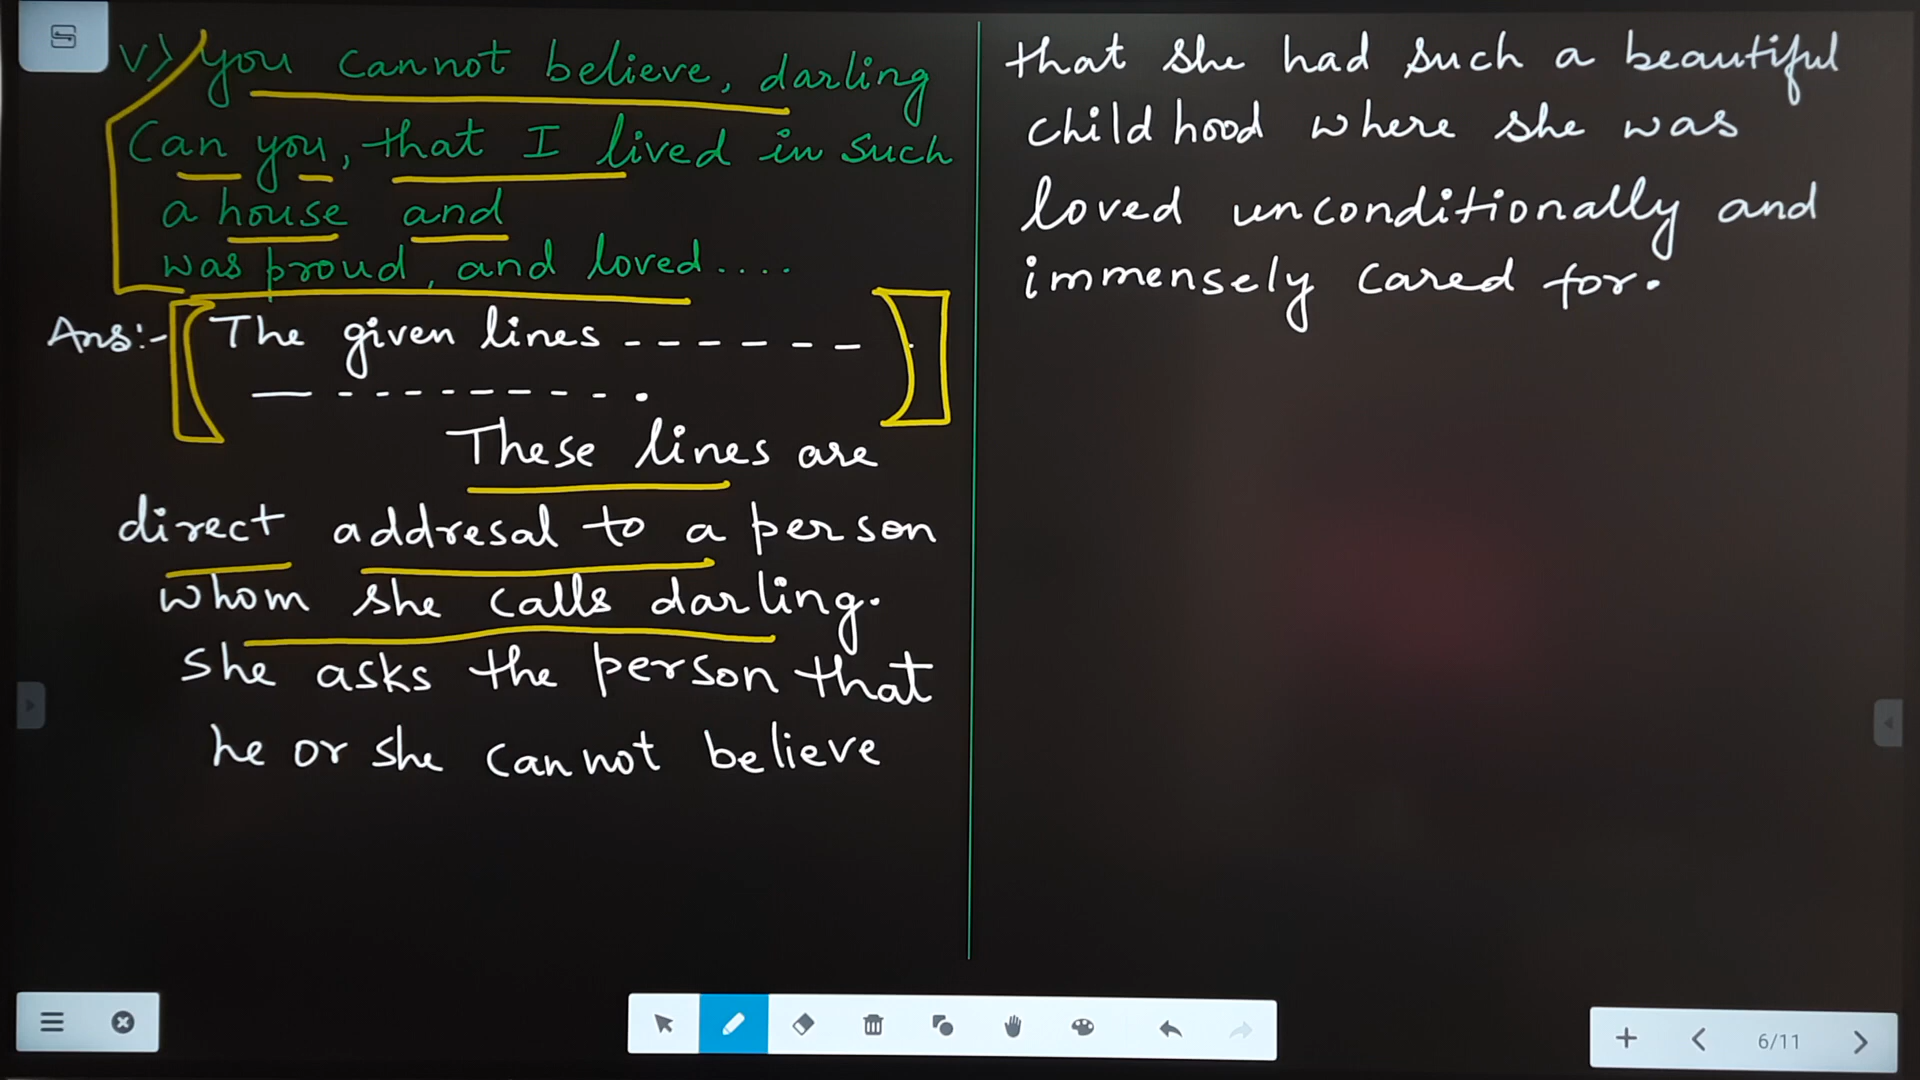 v) You cannot believe, darling
Can you, that I lived in such
a house and
was proud, and loved....
Ans:- The given lines - - - - - - -
- - - - - - - - - - .
These lines are
direct addresal to a person
whom she calls darling.
She asks the person that
he or she cannot believe
that she had such a beautiful
childhood where she was
loved unconditionally and
immensely cared for.
6/11